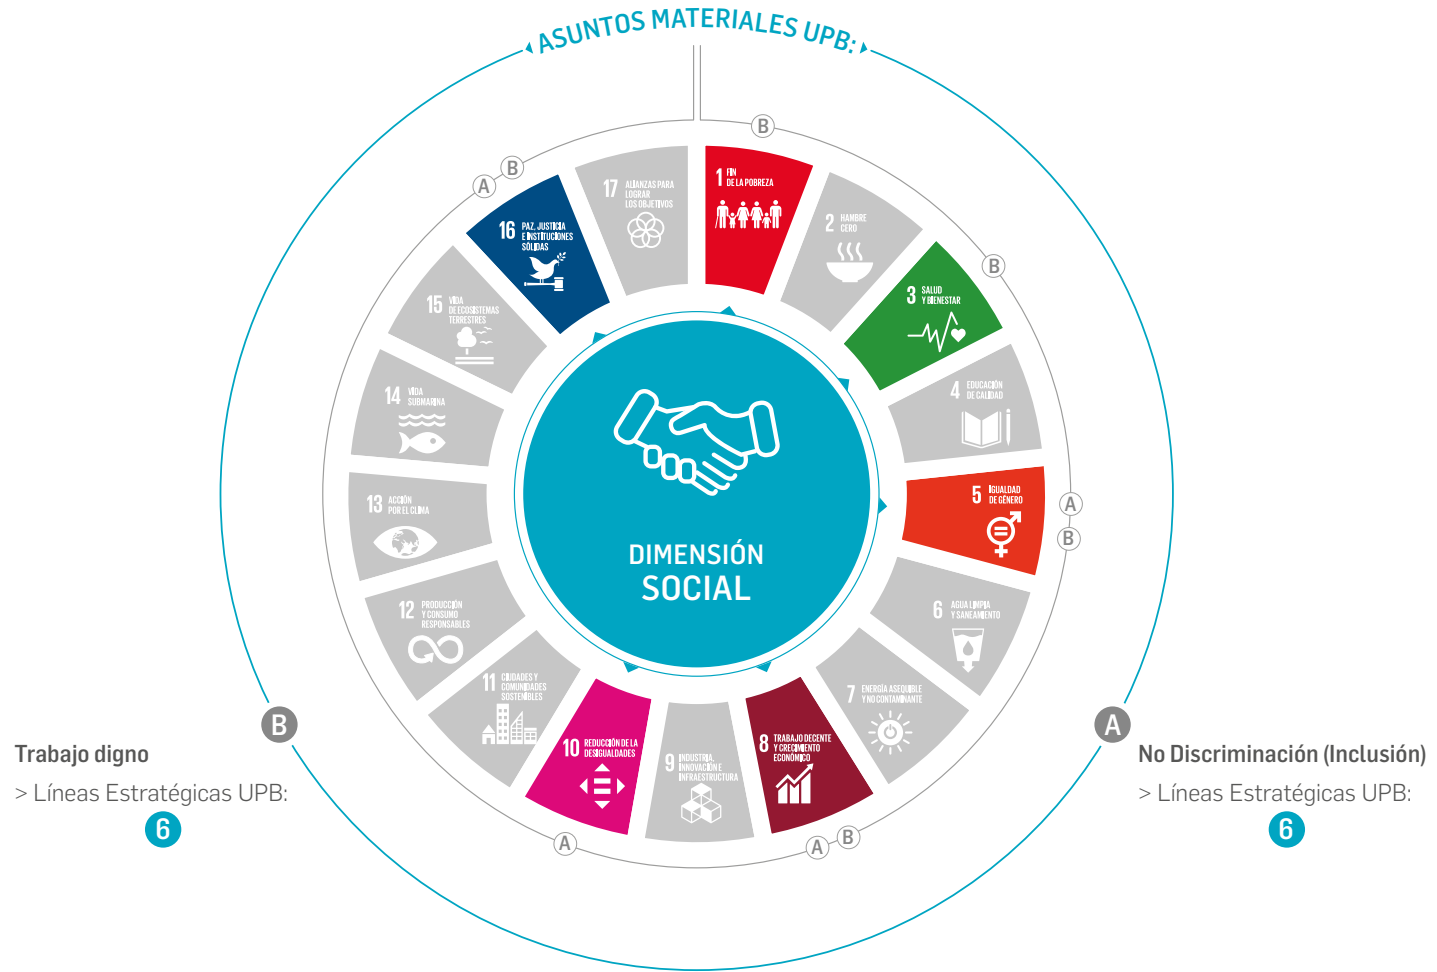 ASUNTOS MATERIALES UPB:
B
1 FIN
DE LA POBREZA
2 HAMBRE
CERO
B
3 SALUD
Y BIENESTAR
4 EDUCACIÓN
DE CALIDAD
A
B
5 IGUALDAD
DE GÉNERO
6 AGUA LIMPIA
Y SANEAMIENTO
7 ENERGÍA ASEQUIBLE
Y NO CONTAMINANTE
A
B
8 TRABAJO DECENTE
Y CRECIMIENTO
ECONÓMICO
9 INDUSTRIA,
INNOVACIÓN E
INFRAESTRUCTURA
A
10 REDUCCIÓN DE LA
DESIGUALDADES
11 CIUDADES Y
COMUNIDADES
SOSTENIBLES
12 PRODUCCIÓN
Y CONSUMO
RESPONSABLES
13 ACCIÓN
POR EL CLIMA
14 VIDA
SUBMARINA
15 VIDA
DE ECOSISTEMAS
TERRESTRES
A
B
16 PAZ, JUSTICIA
E INSTITUCIONES
SÓLIDAS
17 ALIANZAS PARA
LOGRAR
LOS OBJETIVOS
DIMENSIÓN
SOCIAL
B
Trabajo digno
> Líneas Estratégicas UPB:
6
A
No Discriminación (Inclusión)
> Líneas Estratégicas UPB:
6